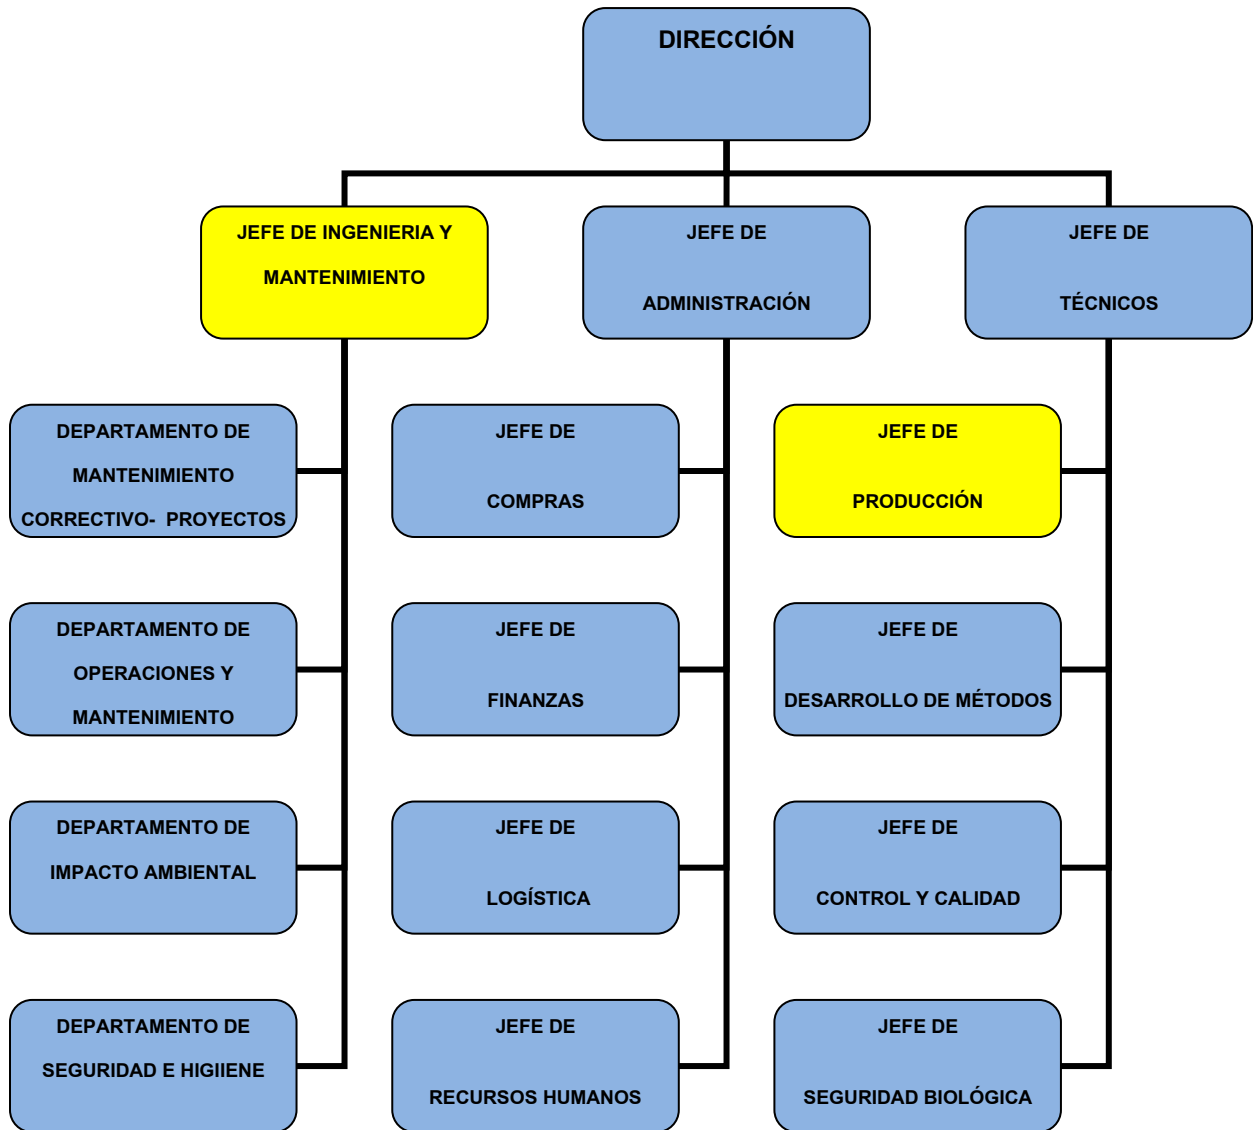 DIRECCIÓN
JEFE DE INGENIERIA Y
MANTENIMIENTO
JEFE DE
ADMINISTRACIÓN
JEFE DE
TÉCNICOS
DEPARTAMENTO DE
MANTENIMIENTO
CORRECTIVO- PROYECTOS
JEFE DE
COMPRAS
JEFE DE
PRODUCCIÓN
DEPARTAMENTO DE
OPERACIONES Y
MANTENIMIENTO
JEFE DE
FINANZAS
JEFE DE
DESARROLLO DE MÉTODOS
DEPARTAMENTO DE
IMPACTO AMBIENTAL
JEFE DE
LOGÍSTICA
JEFE DE
CONTROL Y CALIDAD
DEPARTAMENTO DE
SEGURIDAD E HIGIIENE
JEFE DE
RECURSOS HUMANOS
JEFE DE
SEGURIDAD BIOLÓGICA